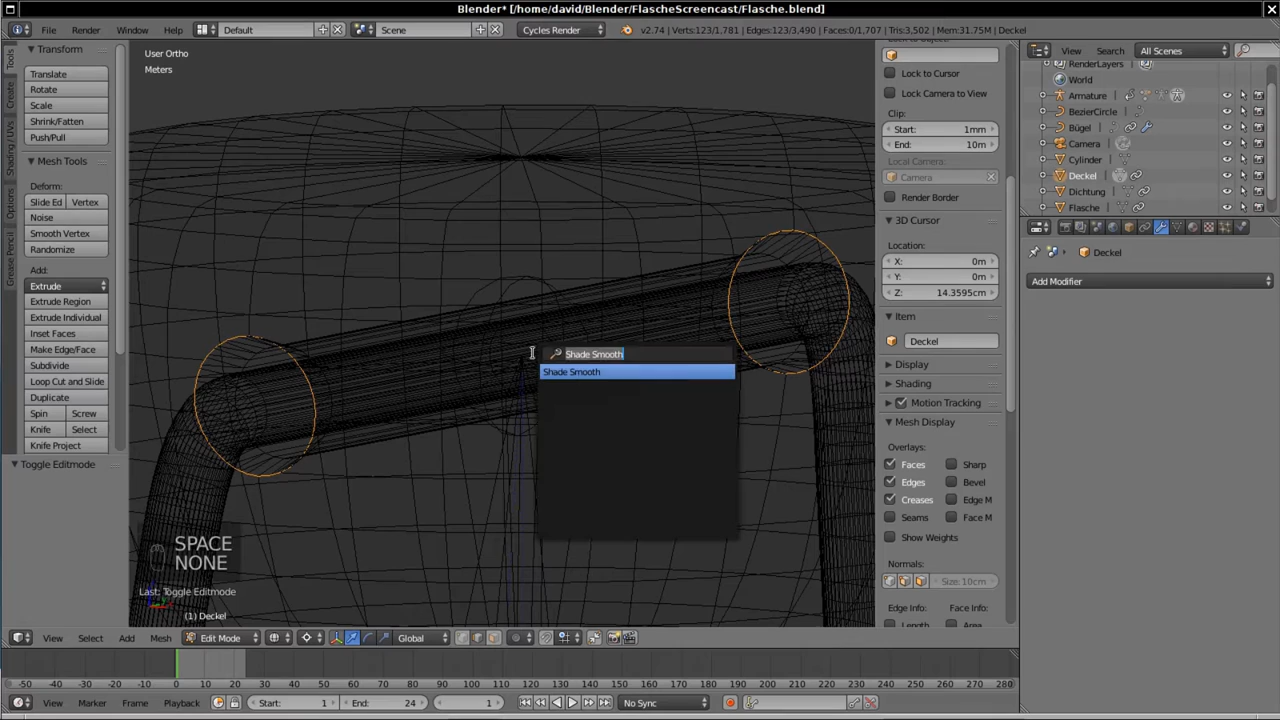 Blender* [/home/david/Blender/FlascheScreencast/Flasche.blend]
File Render Window Help Default Scene Cycles Render v2.74 | Verts:123/1,781 | Edges:123/3,490 | Faces:0/1,707 | Tris:3,502 | Mem:31.75M | Deckel
View Search All Scenes
Tools
Create
Shading / UVs
Options
Grease Pencil
Transform
Translate
Rotate
Scale
Shrink/Fatten
Push/Pull
Mesh Tools
Deform:
Slide Ed Vertex
Noise
Smooth Vertex
Randomize
Add:
Extrude
Extrude Region
Extrude Individual
Inset Faces
Make Edge/Face
Subdivide
Loop Cut and Slide
Duplicate
Spin Screw
Knife Select
Knife Project
Toggle Editmode
User Ortho
Meters
Shade Smooth
Shade Smooth
SPACE
NONE
Last: Toggle Editmode
(1) Deckel
Lock to Cursor
Lock Camera to View
Clip:
Start: 1mm
End: 10m
Local Camera:
Camera
Render Border
3D Cursor
Location:
X: 0m
Y: 0m
Z: 14.3595cm
Item
Deckel
Display
Shading
Motion Tracking
Mesh Display
Overlays:
Faces Sharp
Edges Bevel
Creases Edge M
Seams Face M
Show Weights
Normals:
Size: 10cm
Edge Info: Face Info:
Length Area
RenderLayers
World
Armature
BezierCircle
Bügel
Camera
Cylinder
Deckel
Dichtung
Flasche
Deckel
Add Modifier
View Select Add Mesh Edit Mode Global
-50 -40 -30 -20 -10 0 10 20 30 40 50 60 70 80 90 100 110 120 130 140 150 160 170 180 190 200 210 220 230 240 250 260 270 280
View Marker Frame Playback Start: 1 End: 24 1 No Sync